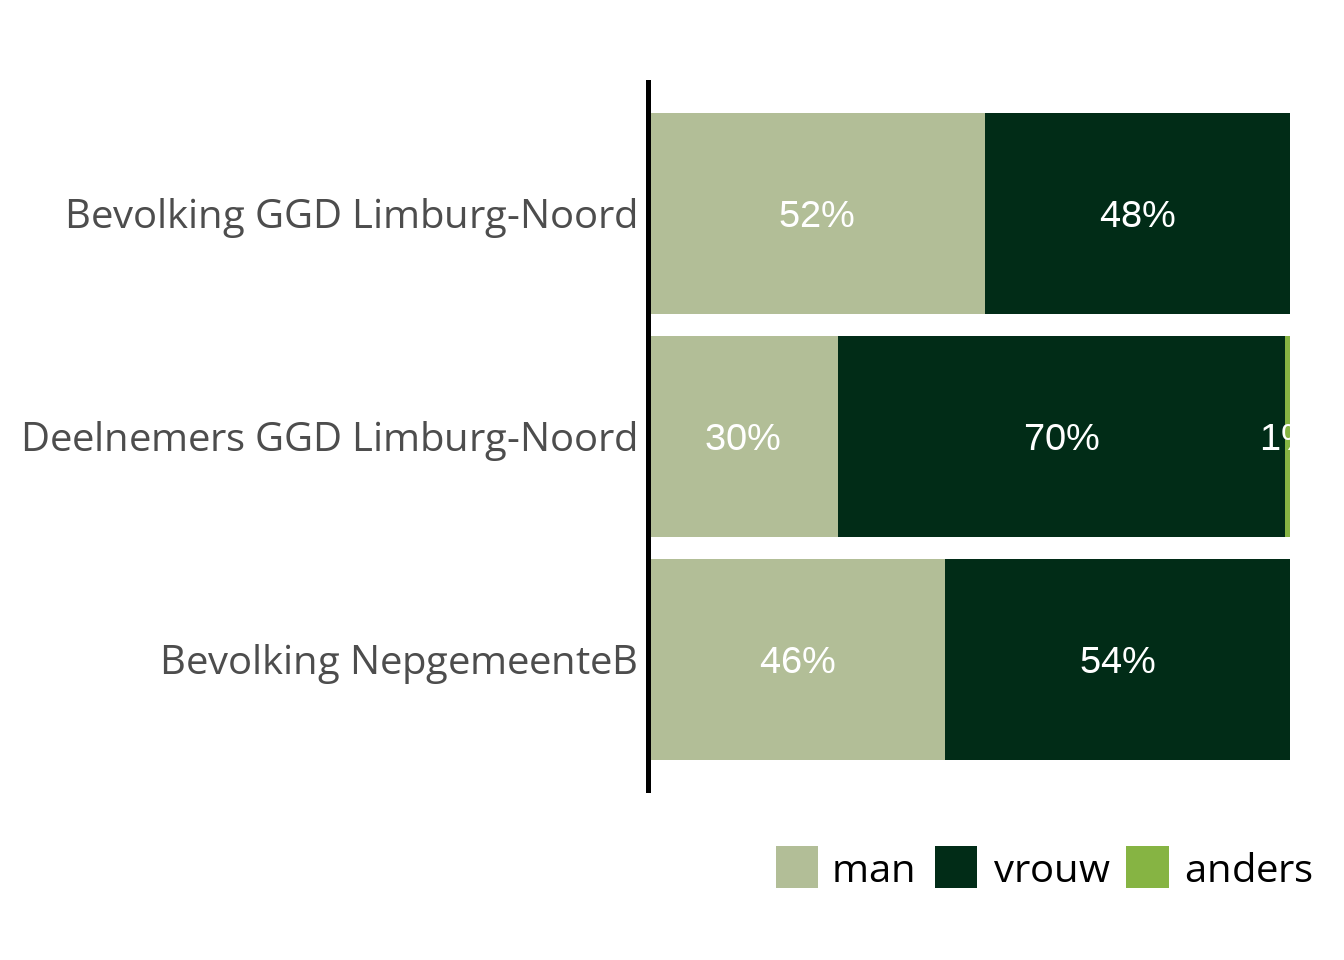 Bevolking GGD Limburg-Noord 52% 48%
Deelnemers GGD Limburg-Noord 30% 70% 1%
Bevolking NepgemeenteB 46% 54%
man vrouw anders